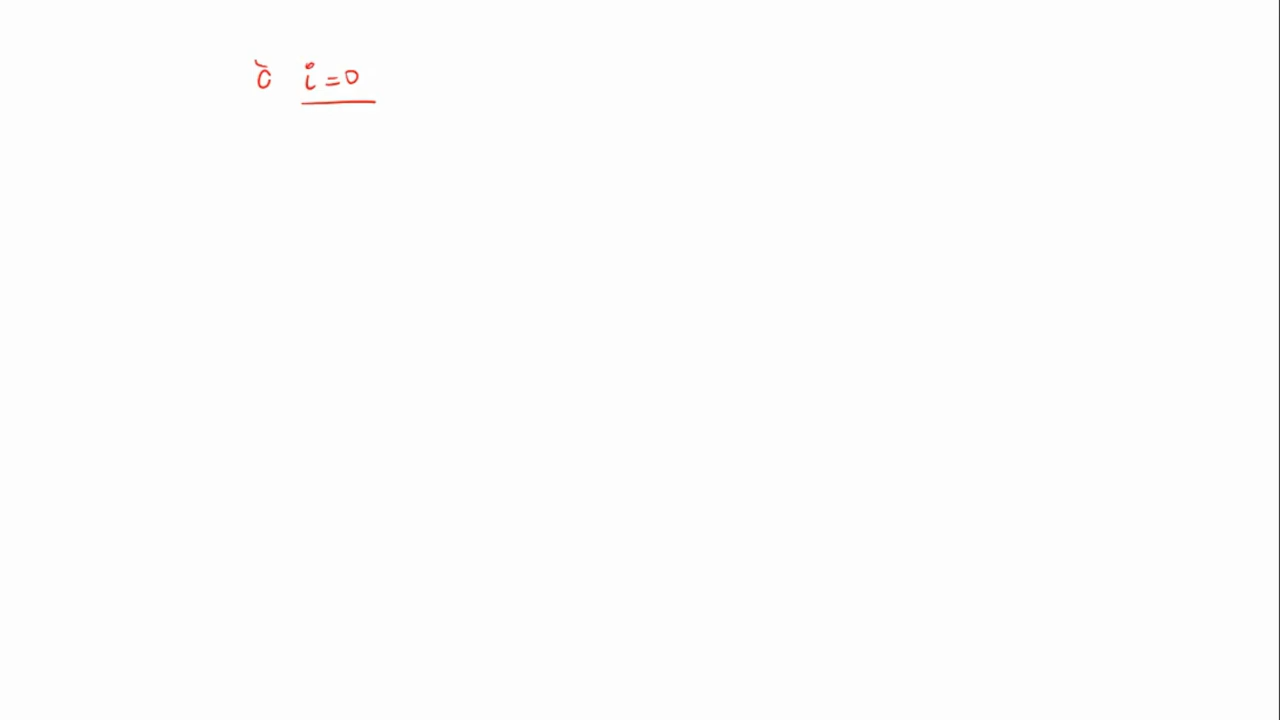 i = 0